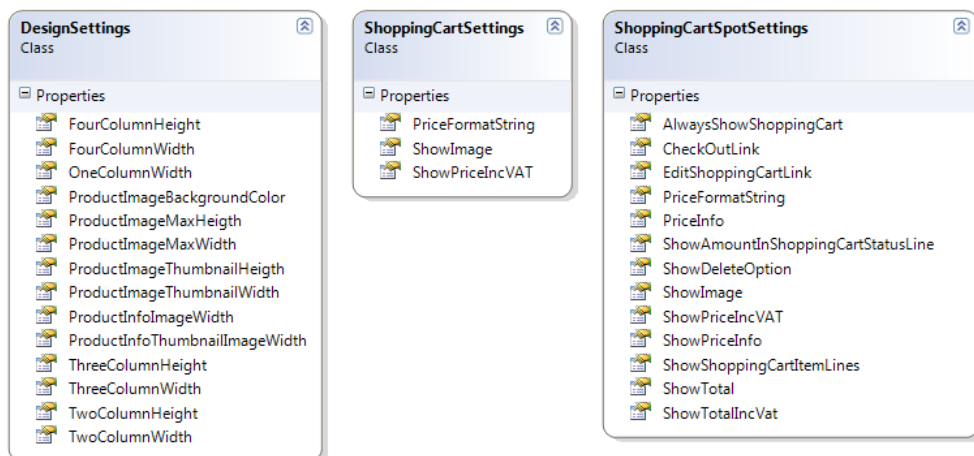 DesignSettings
Class
Properties
FourColumnHeight
FourColumnWidth
OneColumnWidth
ProductImageBackgroundColor
ProductImageMaxHeigth
ProductImageMaxWidth
ProductImageThumbnailHeigth
ProductImageThumbnailWidth
ProductInfoImageWidth
ProductInfoThumbnailImageWidth
ThreeColumnHeight
ThreeColumnWidth
TwoColumnHeight
TwoColumnWidth
ShoppingCartSettings
Class
Properties
PriceFormatString
ShowImage
ShowPriceIncVAT
ShoppingCartSpotSettings
Class
Properties
AlwaysShowShoppingCart
CheckOutLink
EditShoppingCartLink
PriceFormatString
PriceInfo
ShowAmountInShoppingCartStatusLine
ShowDeleteOption
ShowImage
ShowPriceIncVAT
ShowPriceInfo
ShowShoppingCartItemLines
ShowTotal
ShowTotalIncVat